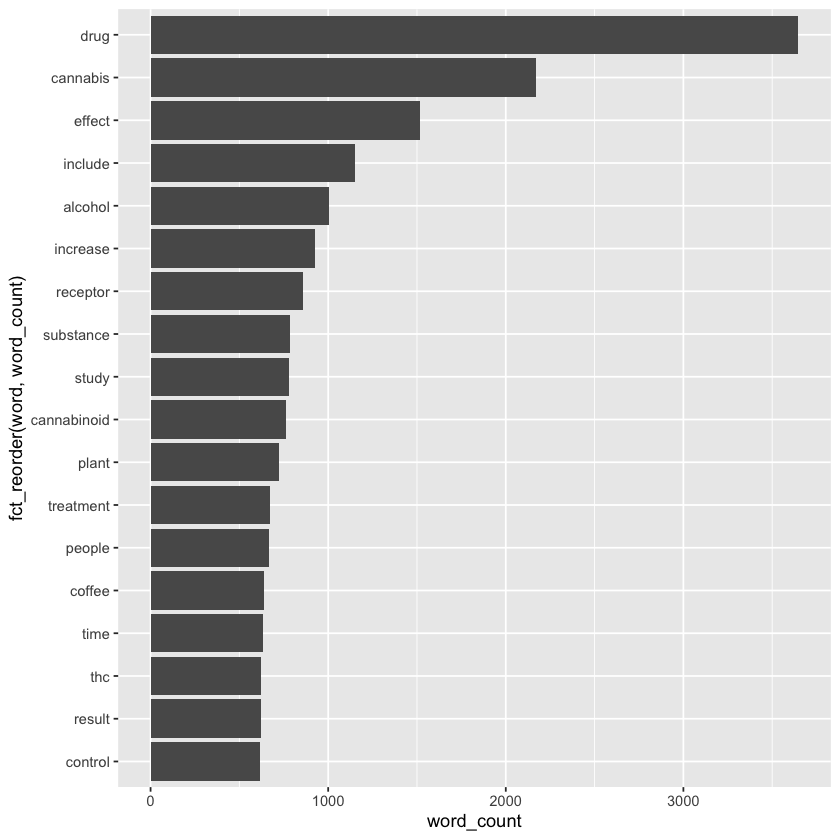 drug
cannabis
effect
include
alcohol
increase
receptor
substance
study
cannabinoid
plant
treatment
people
coffee
time
thc
result
control
fct_reorder(word, word_count)
0 1000 2000 3000
word_count